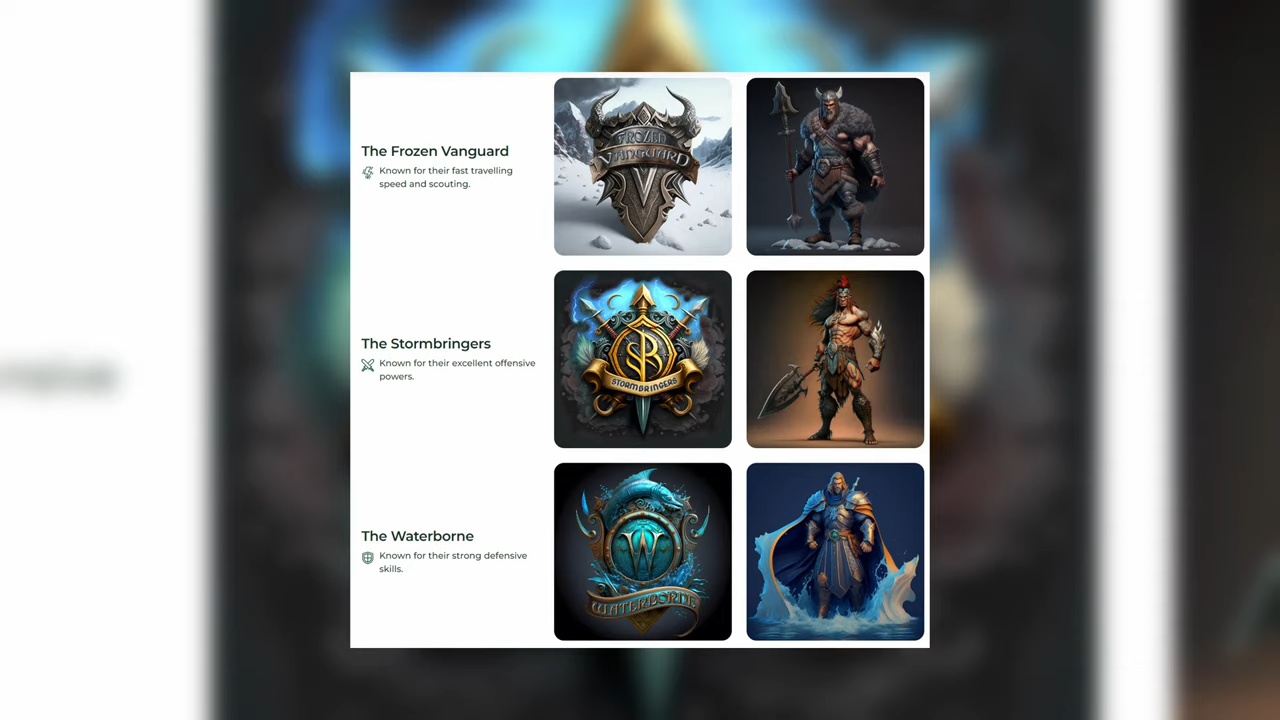 The Frozen Vanguard
Known for their fast travelling
speed and scouting.
FROZEN
VANGUARD
The Stormbringers
Known for their excellent offensive
powers.
SB
STORMBRINGERS
The Waterborne
Known for their strong defensive
skills.
W
WATERBORNE